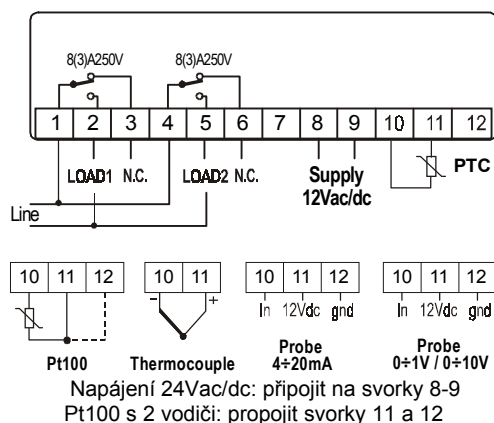 8(3)A250V 8(3)A250V
1 2 3 4 5 6 7 8 9 10 11 12
LOAD1 N.C. LOAD2 N.C. Supply 12Vac/dc PTC
Line
10 11 12 10 11 10 11 12 10 11 12
- + In 12Vdc gnd In 12Vdc gnd
Pt100 Thermocouple Probe 4÷20mA Probe 0÷1V / 0÷10V
Napájení 24Vac/dc: připojit na svorky 8-9
Pt100 s 2 vodiči: propojit svorky 11 a 12